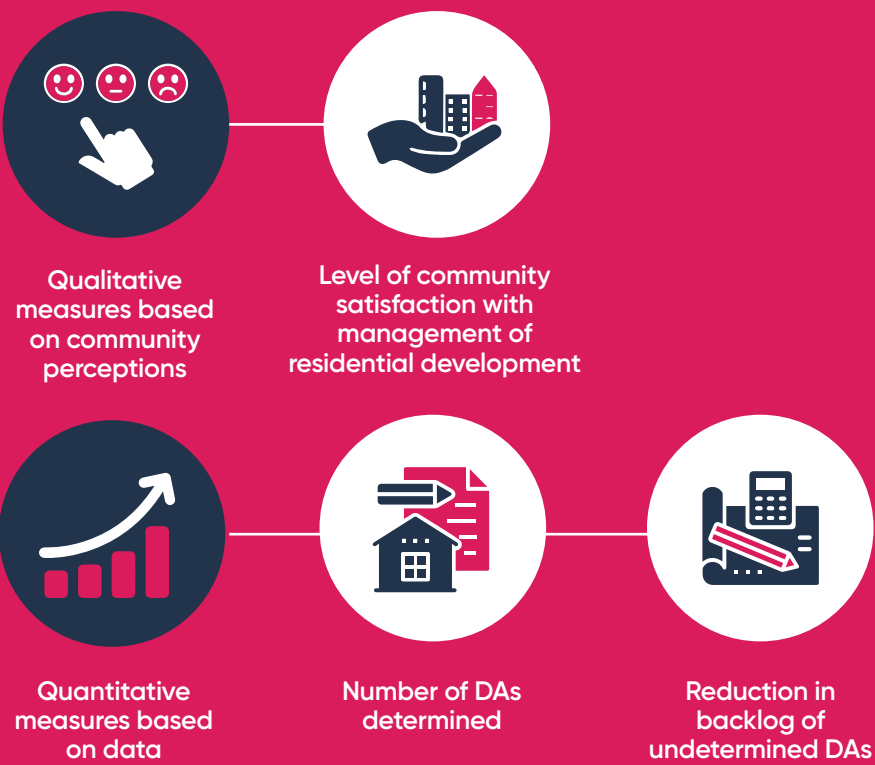 Qualitative
measures based
on community
perceptions
Level of community
satisfaction with
management of
residential development
Quantitative
measures based
on data
Number of DAs
determined
Reduction in
backlog of
undetermined DAs